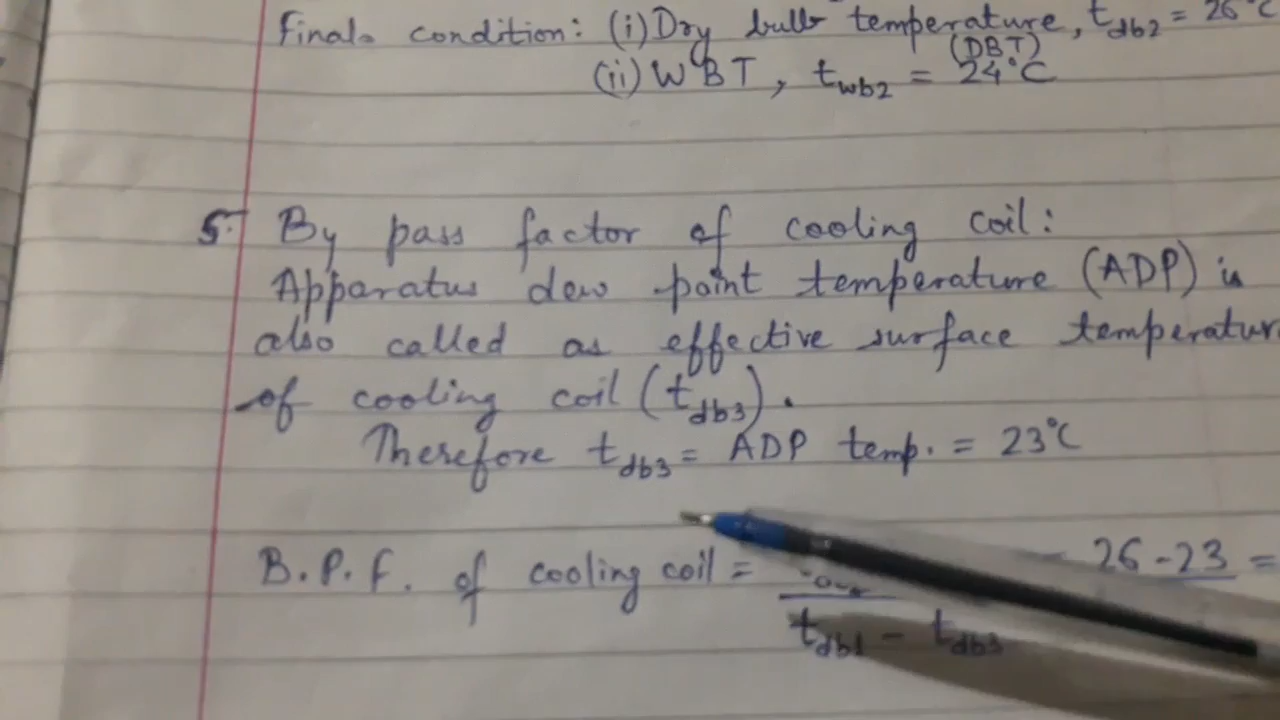 Final condition: (i) Dry bulb temperature, tdb2 = 26°C
(DBT)
(ii) WBT, twb2 = 24°C
5. By pass factor of cooling coil:
Apparatus dew point temperature (ADP) is
also called as effective surface temperatur
of cooling coil (tdb3).
Therefore tdb3 = ADP temp. = 23°C
B.P.F. of cooling coil = = 26-23 =
tdb1 - tdb3